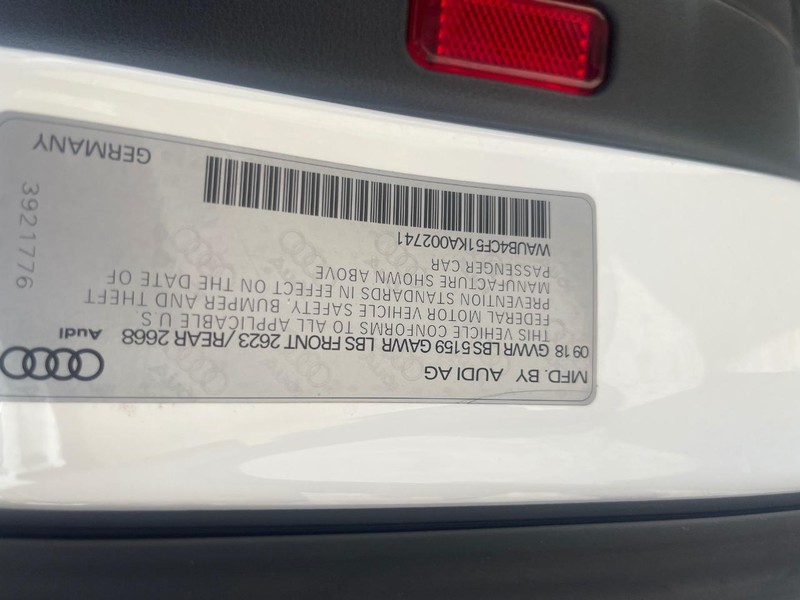 MFD. BY AUDI AG
09 18 GVWR LBS 5159 GAWR LBS FRONT 2623/REAR 2668
Audi
THIS VEHICLE CONFORMS TO ALL APPLICABLE U.S.
FEDERAL MOTOR VEHICLE SAFETY, BUMPER AND THEFT
PREVENTION STANDARDS IN EFFECT ON THE DATE OF
MANUFACTURE SHOWN ABOVE
PASSENGER CAR
WAUB4CF51KA002741
3921776
GERMANY